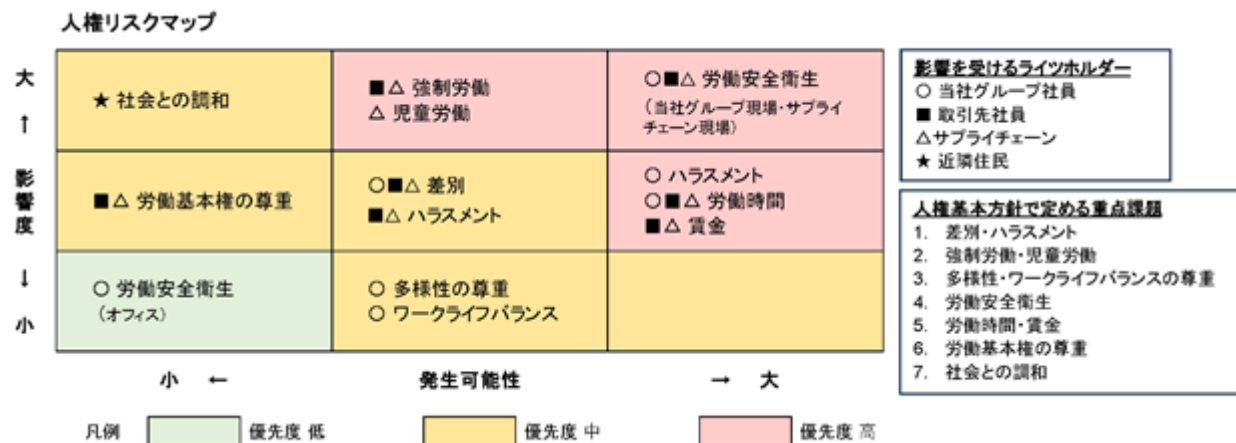 人権リスクマップ
大
↑
影響度
↓
小
★ 社会との調和
■△ 強制労働
△ 児童労働
○■△ 労働安全衛生
（当社グループ現場・サプライ
チェーン現場）
■△ 労働基本権の尊重
○■△ 差別
■△ ハラスメント
○ ハラスメント
○■△ 労働時間
■△ 賃金
○ 労働安全衛生
（オフィス）
○ 多様性の尊重
○ ワークライフバランス
小 ← 発生可能性 → 大
凡例 優先度 低 優先度 中 優先度 高
影響を受けるライツホルダー
○ 当社グループ社員
■ 取引先社員
△サプライチェーン
★ 近隣住民
人権基本方針で定める重点課題
1. 差別・ハラスメント
2. 強制労働・児童労働
3. 多様性・ワークライフバランスの尊重
4. 労働安全衛生
5. 労働時間・賃金
6. 労働基本権の尊重
7. 社会との調和